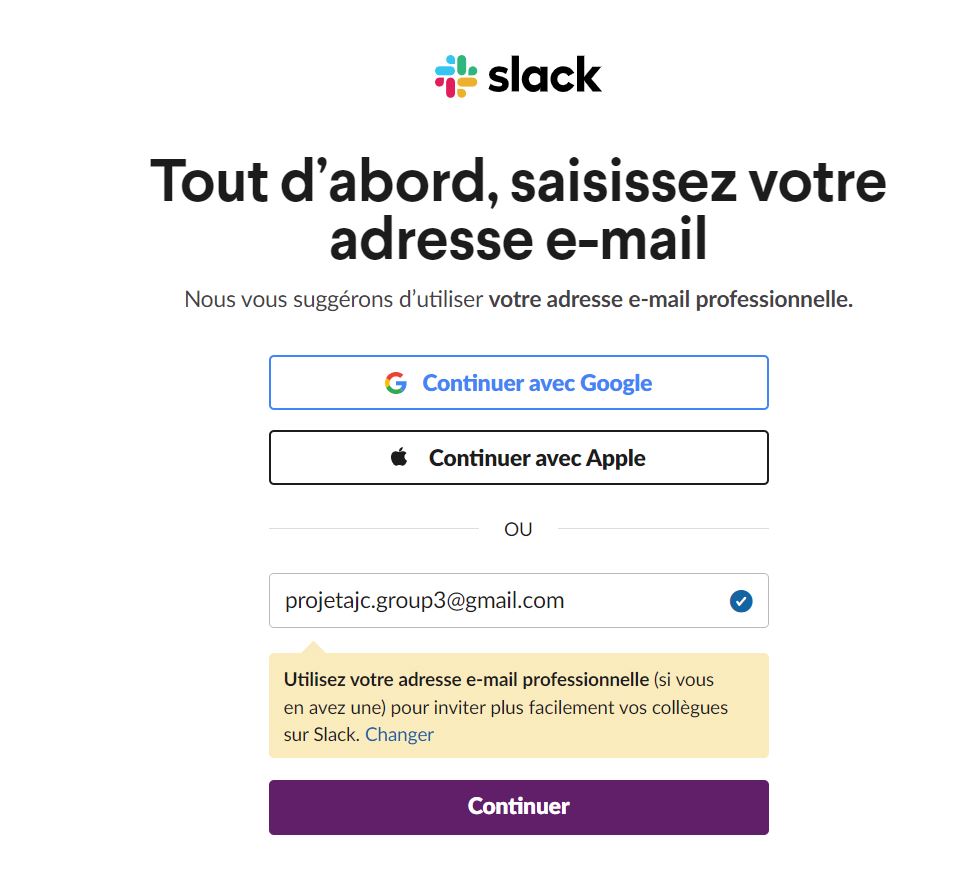 slack
Tout d’abord, saisissez votre
adresse e-mail
Nous vous suggérons d’utiliser votre adresse e-mail professionnelle.
Continuer avec Google
Continuer avec Apple
OU
projetajc.group3@gmail.com
Utilisez votre adresse e-mail professionnelle (si vous
en avez une) pour inviter plus facilement vos collègues
sur Slack. Changer
Continuer